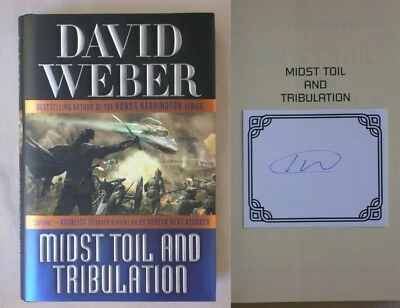 DAVID
WEBER
BESTSELLING AUTHOR OF THE HONOR HARRINGTON SERIES
MIDST TOIL AND
TRIBULATION
MIDST TOIL
AND
TRIBULATION